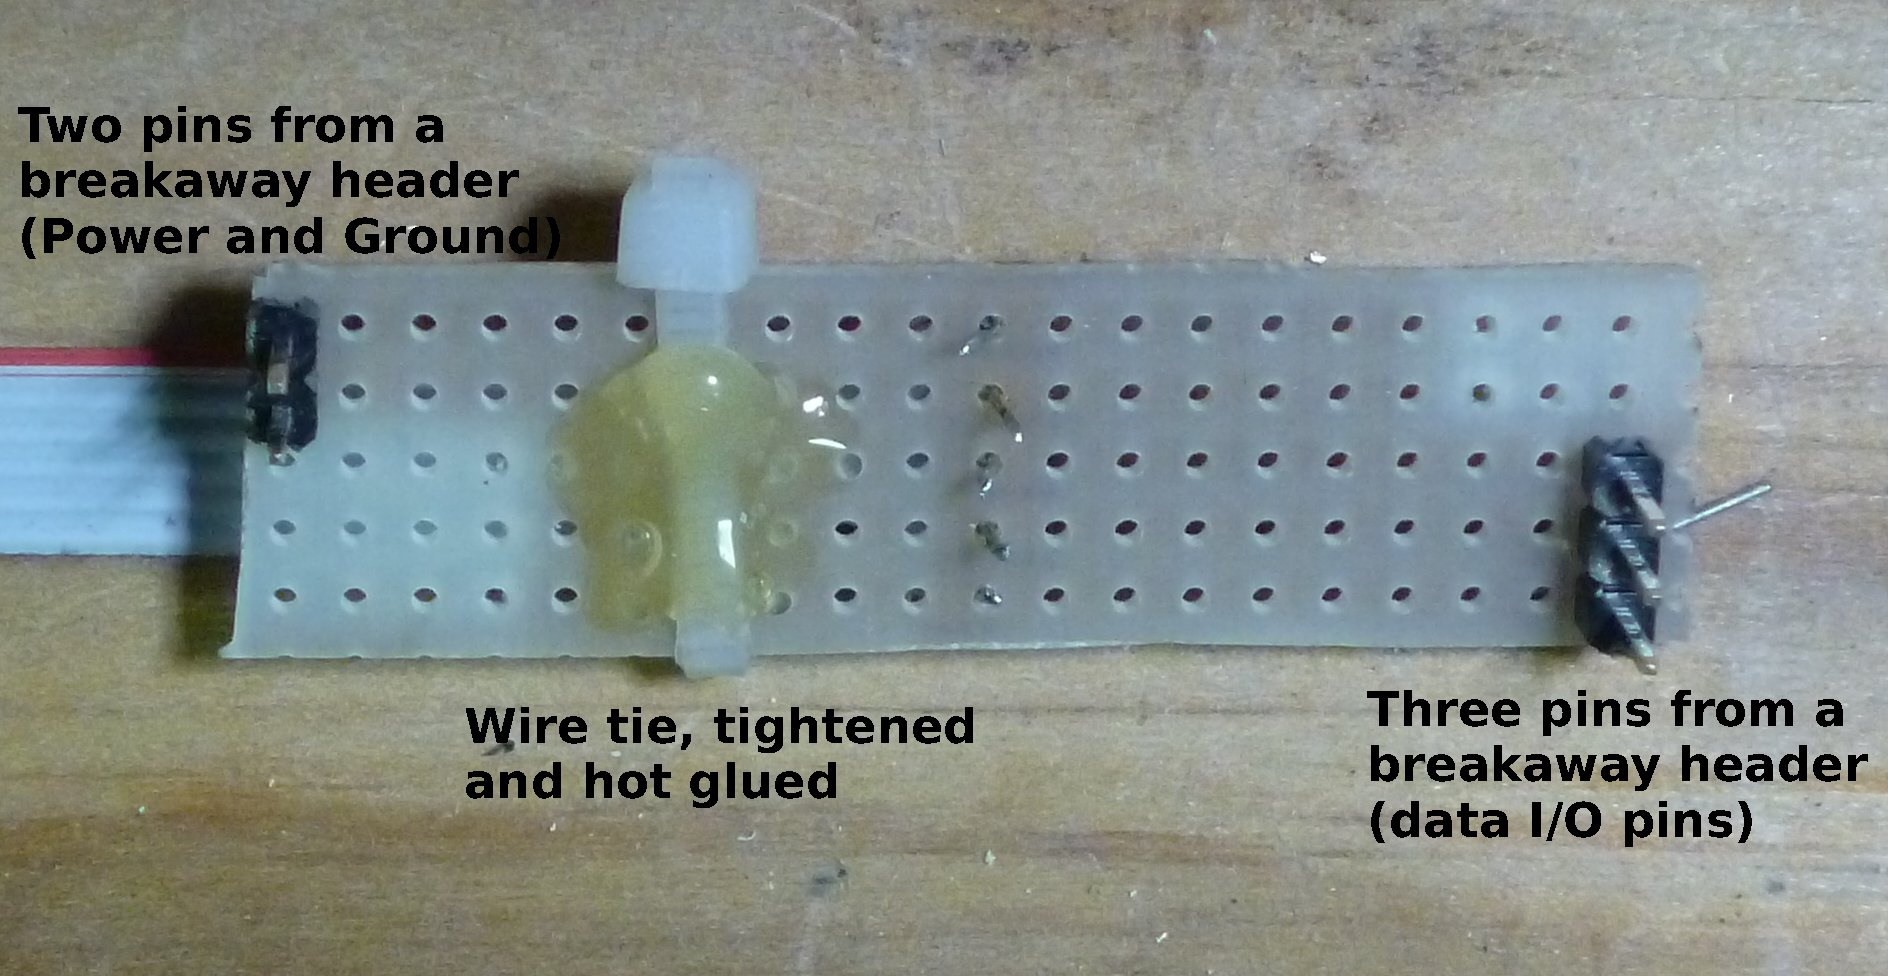 Two pins from a
breakaway header
(Power and Ground)
Wire tie, tightened
and hot glued
Three pins from a
breakaway header
(data I/O pins)